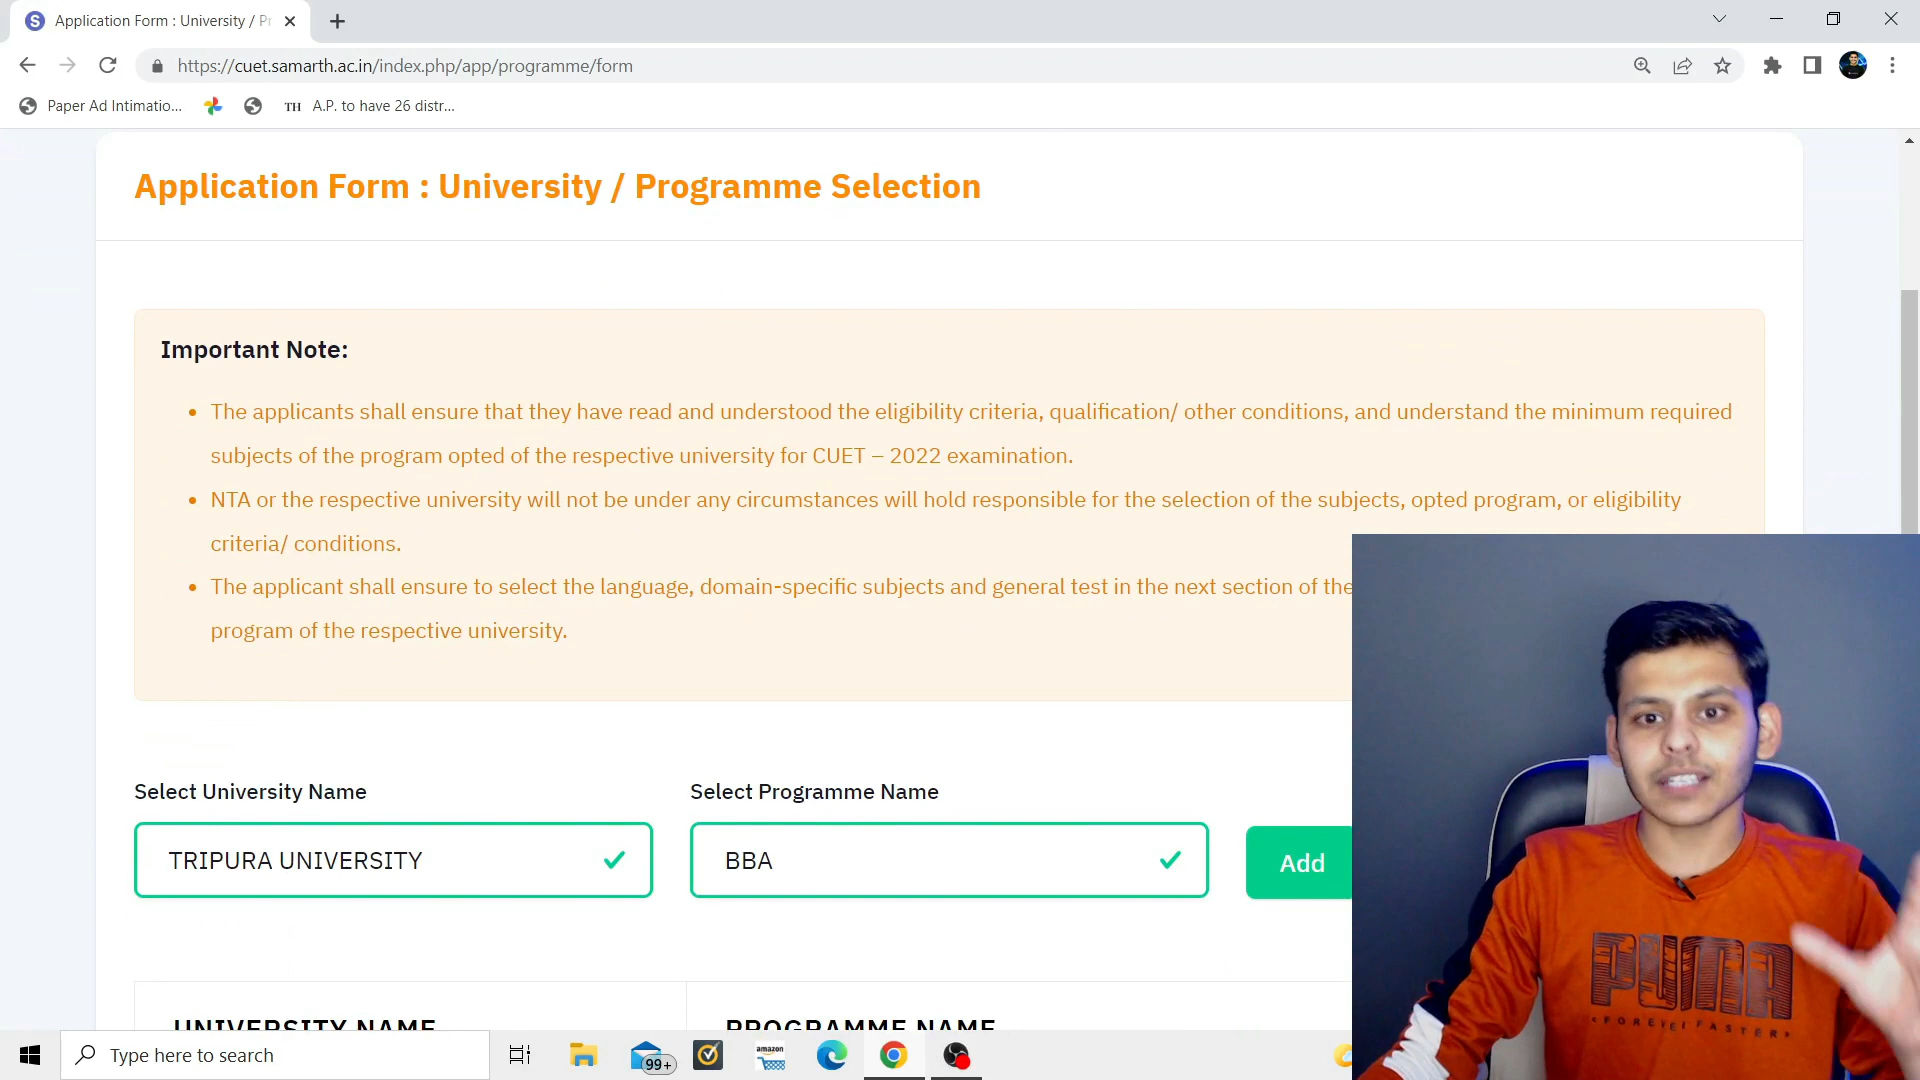 Application Form : University / Pr
https://cuet.samarth.ac.in/index.php/app/programme/form
Paper Ad Intimatio...
TH A.P. to have 26 distr...
Application Form : University / Programme Selection
Important Note:
The applicants shall ensure that they have read and understood the eligibility criteria, qualification/ other conditions, and understand the minimum required
subjects of the program opted of the respective university for CUET – 2022 examination.
NTA or the respective university will not be under any circumstances will hold responsible for the selection of the subjects, opted program, or eligibility
criteria/ conditions.
The applicant shall ensure to select the language, domain-specific subjects and general test in the next section of the
program of the respective university.
Select University Name
Select Programme Name
TRIPURA UNIVERSITY
BBA
Add
UNIVERSITY NAME
PROGRAMME NAME
PUMA
FOREVER FASTER
Type here to search
99+
amazon